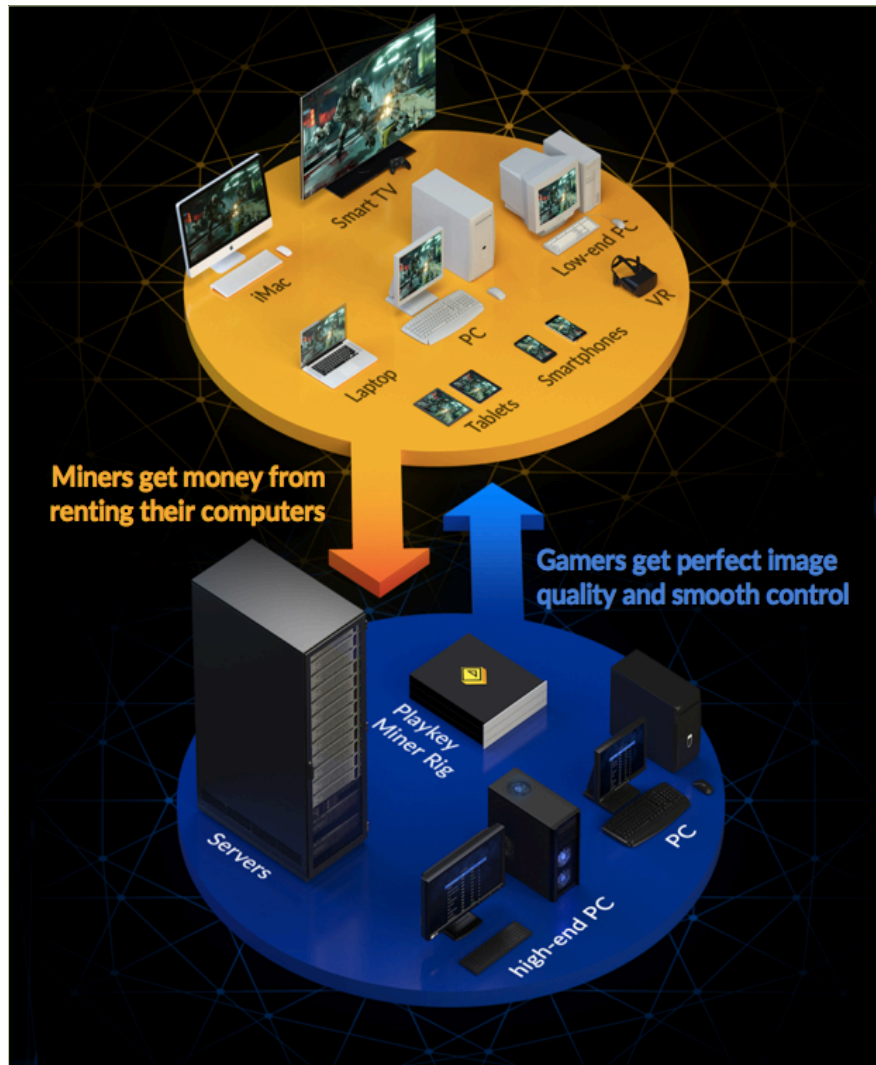 Smart TV
iMac
Low-end PC
VR
PC
Smartphones
Laptop
Tablets
Miners get money from
renting their computers
Gamers get perfect image
quality and smooth control
Playkey
Miner Rig
Servers
PC
high-end PC